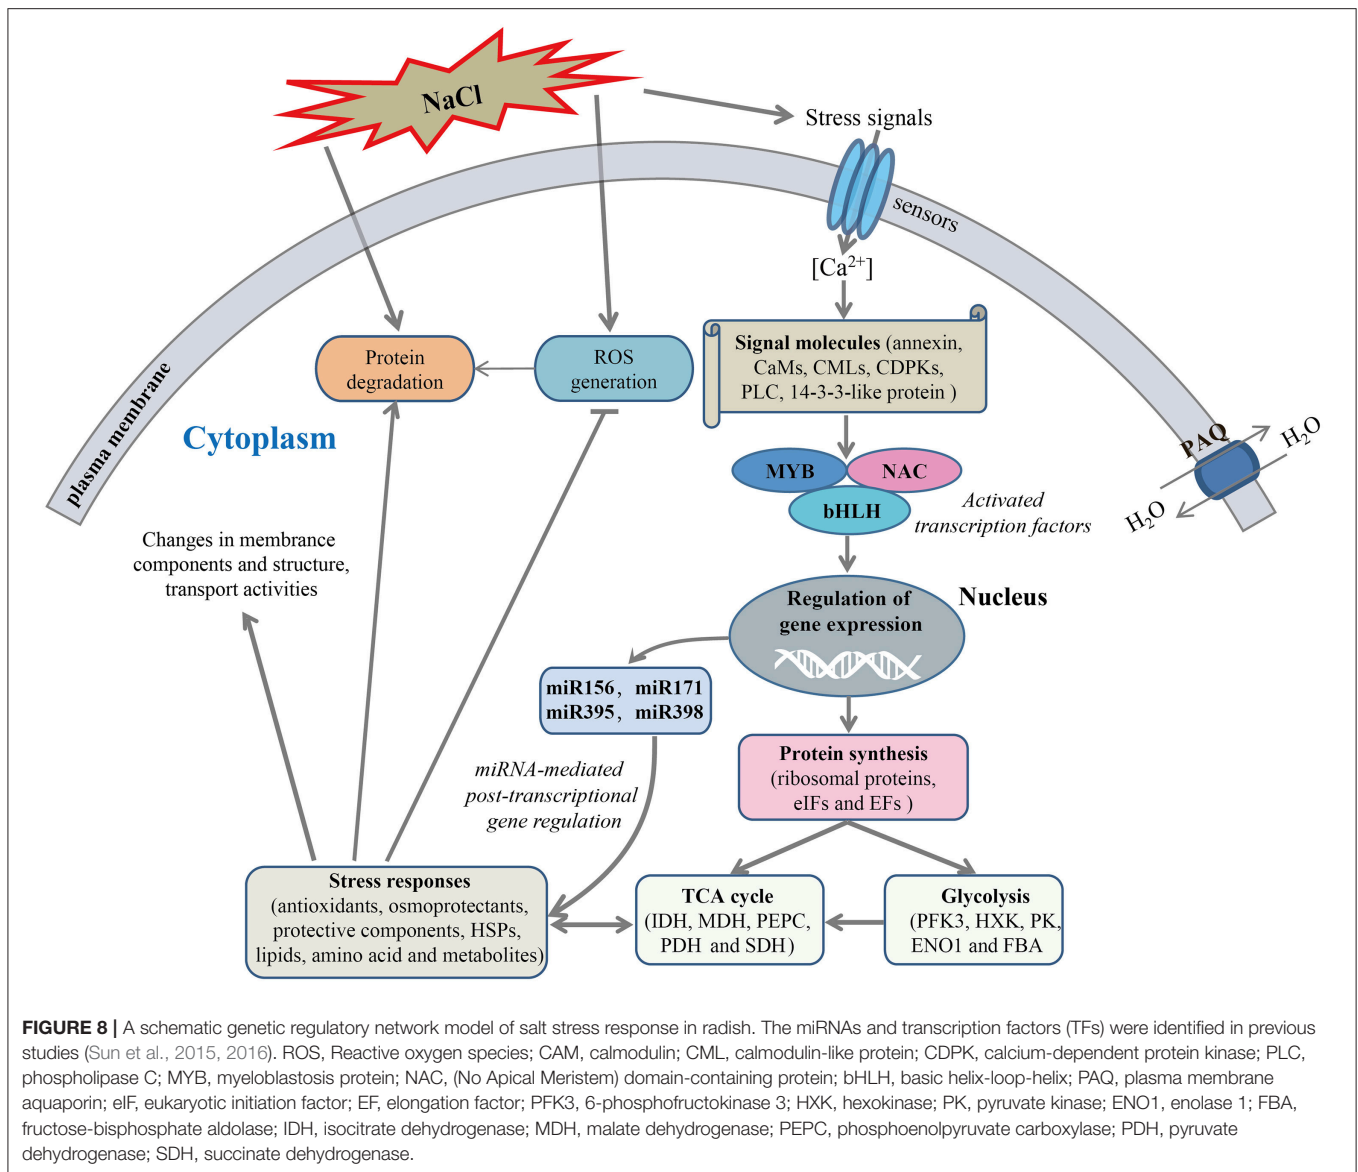 NaCl
Stress signals
sensors
[Ca²⁺]
Signal molecules (annexin,
CaMs, CMLs, CDPKs,
PLC, 14-3-3-like protein )
Protein
degradation
ROS
generation
plasma membrane
Cytoplasm
PAQ
H₂O
H₂O
MYB
NAC
bHLH
Activated
transcription factors
Changes in membrance
components and structure,
transport activities
Regulation of
gene expression
Nucleus
miR156, miR171
miR395, miR398
miRNA-mediated
post-transcriptional
gene regulation
Protein synthesis
(ribosomal proteins,
eIFs and EFs )
Stress responses
(antioxidants, osmoprotectants,
protective components, HSPs,
lipids, amino acid and metabolites)
TCA cycle
(IDH, MDH, PEPC,
PDH and SDH)
Glycolysis
(PFK3, HXK, PK,
ENO1 and FBA
FIGURE 8 | A schematic genetic regulatory network model of salt stress response in radish. The miRNAs and transcription factors (TFs) were identified in previous
studies (Sun et al., 2015, 2016). ROS, Reactive oxygen species; CAM, calmodulin; CML, calmodulin-like protein; CDPK, calcium-dependent protein kinase; PLC,
phospholipase C; MYB, myeloblastosis protein; NAC, (No Apical Meristem) domain-containing protein; bHLH, basic helix-loop-helix; PAQ, plasma membrane
aquaporin; eIF, eukaryotic initiation factor; EF, elongation factor; PFK3, 6-phosphofructokinase 3; HXK, hexokinase; PK, pyruvate kinase; ENO1, enolase 1; FBA,
fructose-bisphosphate aldolase; IDH, isocitrate dehydrogenase; MDH, malate dehydrogenase; PEPC, phosphoenolpyruvate carboxylase; PDH, pyruvate
dehydrogenase; SDH, succinate dehydrogenase.